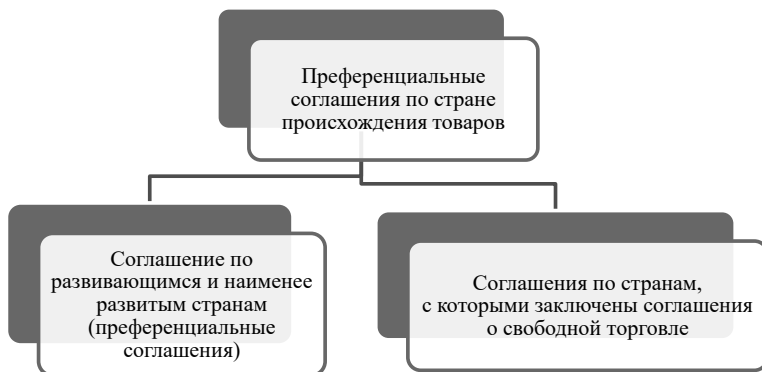 Преференциальные
соглашения по стране
происхождения товаров
Соглашение по
развивающимся и наименее
развитым странам
(преференциальные
соглашения)
Соглашения по странам,
с которыми заключены соглашения
о свободной торговле